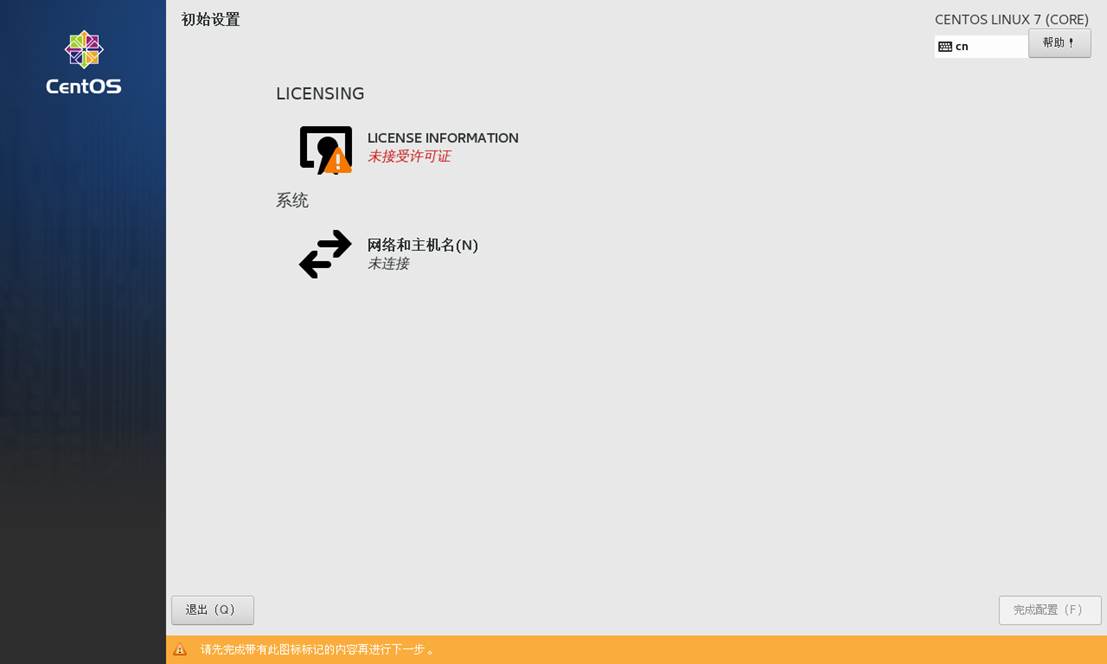 初始设置
CENTOS LINUX 7 (CORE)
cn
帮助！
CentOS
LICENSING
LICENSE INFORMATION
未接受许可证
系统
网络和主机名(N)
未连接
退出（Q）
完成配置（F）
请先完成带有此图标标记的内容再进行下一步。